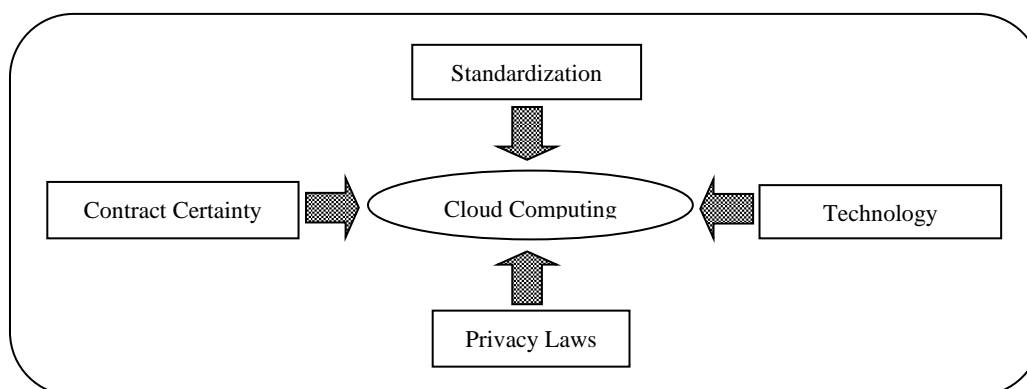 Standardization
Contract Certainty
Cloud Computing
Technology
Privacy Laws